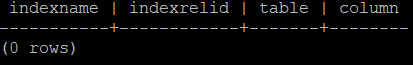 indexname | indexrelid | table | column
-----------+------------+-------+--------
(0 rows)